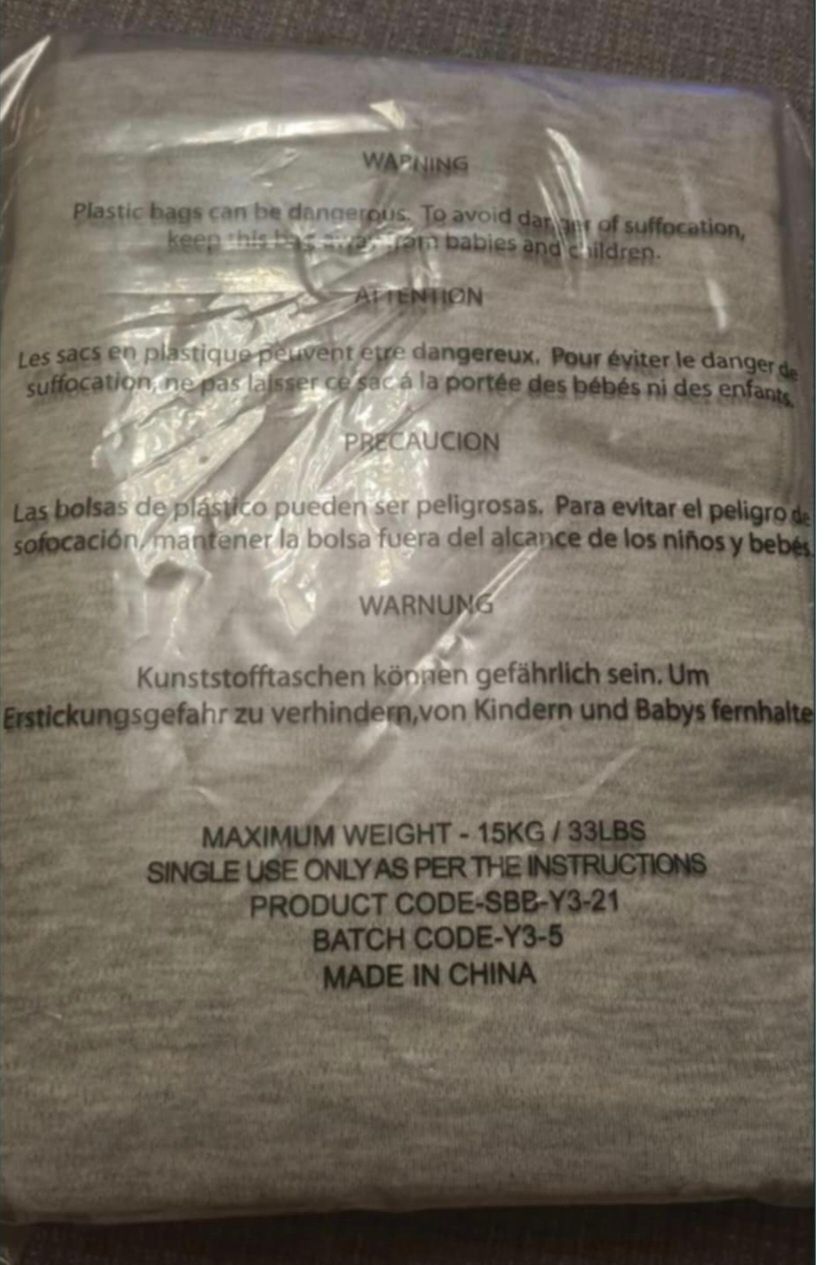 WARNING
Plastic bags can be dangerous. To avoid danger of suffocation,
keep this bag away from babies and children.
ATTENTION
Les sacs en plastique peuvent etre dangereux. Pour éviter le danger de
suffocation, ne pas laisser ce sac á la portée des bébés ni des enfants.
PRECAUCION
Las bolsas de plástico pueden ser peligrosas. Para evitar el peligro de
sofocación, mantener la bolsa fuera del alcance de los niños y bebés.
WARNUNG
Kunststofftaschen können gefährlich sein. Um
Erstickungsgefahr zu verhindern,von Kindern und Babys fernhalte
MAXIMUM WEIGHT - 15KG / 33LBS
SINGLE USE ONLY AS PER THE INSTRUCTIONS
PRODUCT CODE-SBB-Y3-21
BATCH CODE-Y3-5
MADE IN CHINA